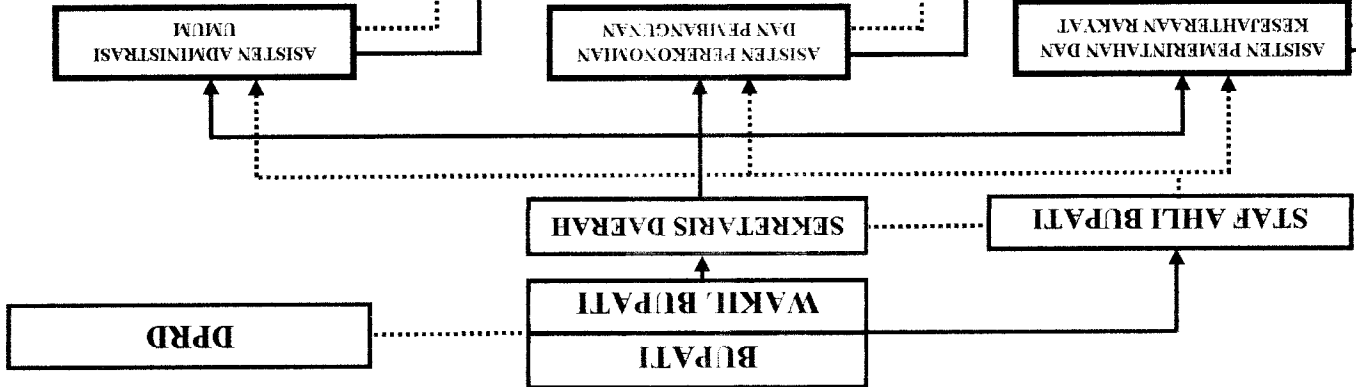 BUPATI
WAKIL BUPATI
DPRD
STAF AHLI BUPATI
SEKRETARIS DAERAH
ASISTEN PEMERINTAHAN DAN
KESEJAHTERAAN RAKYAT
ASISTEN PEREKONOMIAN
DAN PEMBANGUNAN
ASISTEN ADMINISTRASI
UMUM